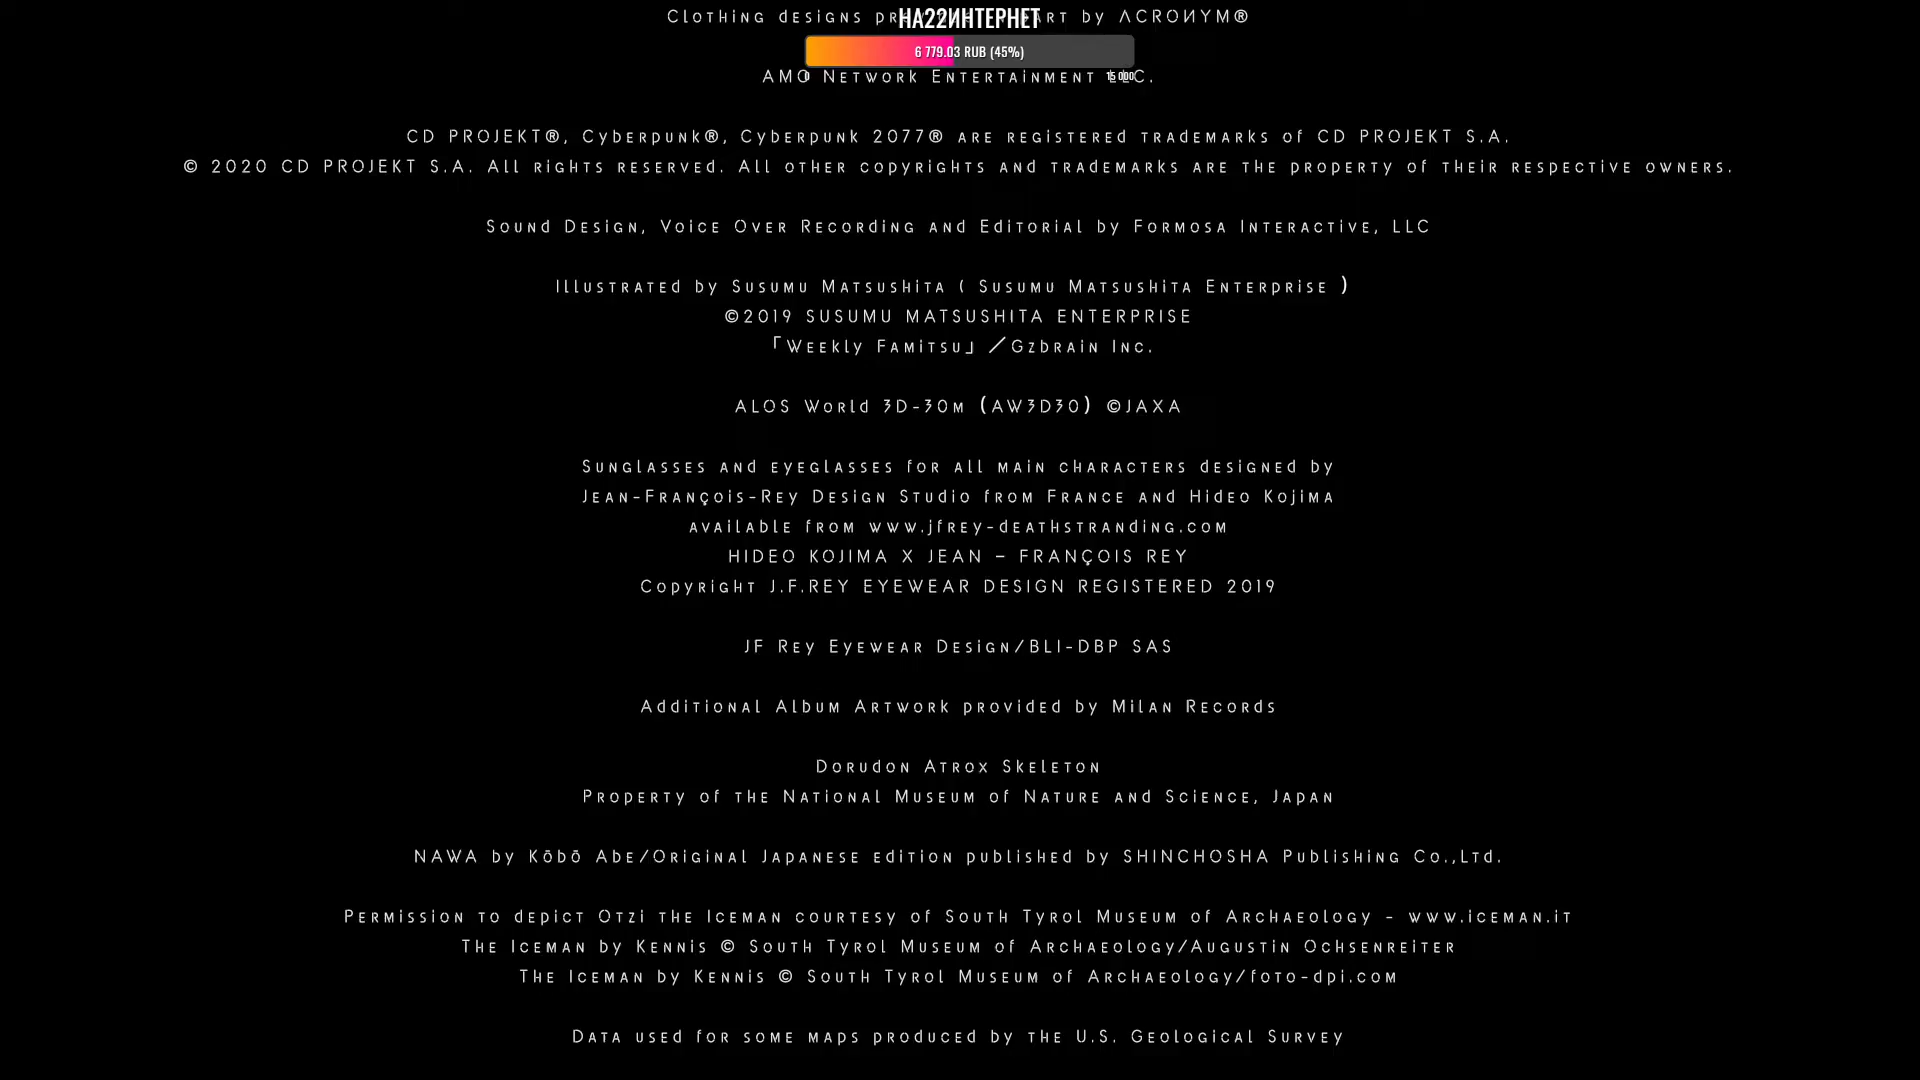 Clothing designs art by ACRONYM®
НА22ИНТЕРНЕТ
6 779.03 RUB (45%)
0 15 000
AMC Network Entertainment LLC.
CD PROJEKT®, Cyberpunk®, Cyberpunk 2077® are registered trademarks of CD PROJEKT S.A.
© 2020 CD PROJEKT S.A. All rights reserved. All other copyrights and trademarks are the property of their respective owners.
Sound Design, Voice Over Recording and Editorial by Formosa Interactive, LLC
Illustrated by Susumu Matsushita ( Susumu Matsushita Enterprise )
©2019 SUSUMU MATSUSHITA ENTERPRISE
「Weekly Famitsu」／Gzbrain Inc.
ALOS World 3D-30m (AW3D30) ©JAXA
Sunglasses and eyeglasses for all main characters designed by
Jean-François-Rey Design Studio from France and Hideo Kojima
available from www.jfrey-deathstranding.com
HIDEO KOJIMA X JEAN – FRANÇOIS REY
Copyright J.F.REY EYEWEAR DESIGN REGISTERED 2019
JF Rey Eyewear Design/BLI-DBP SAS
Additional Album Artwork provided by Milan Records
Dorudon Atrox Skeleton
Property of the National Museum of Nature and Science, Japan
NAWA by Kōbō Abe/Original Japanese edition published by SHINCHOSHA Publishing Co.,Ltd.
Permission to depict Otzi the Iceman courtesy of South Tyrol Museum of Archaeology - www.iceman.it
The Iceman by Kennis © South Tyrol Museum of Archaeology/Augustin Ochsenreiter
The Iceman by Kennis © South Tyrol Museum of Archaeology/foto-dpi.com
Data used for some maps produced by the U.S. Geological Survey